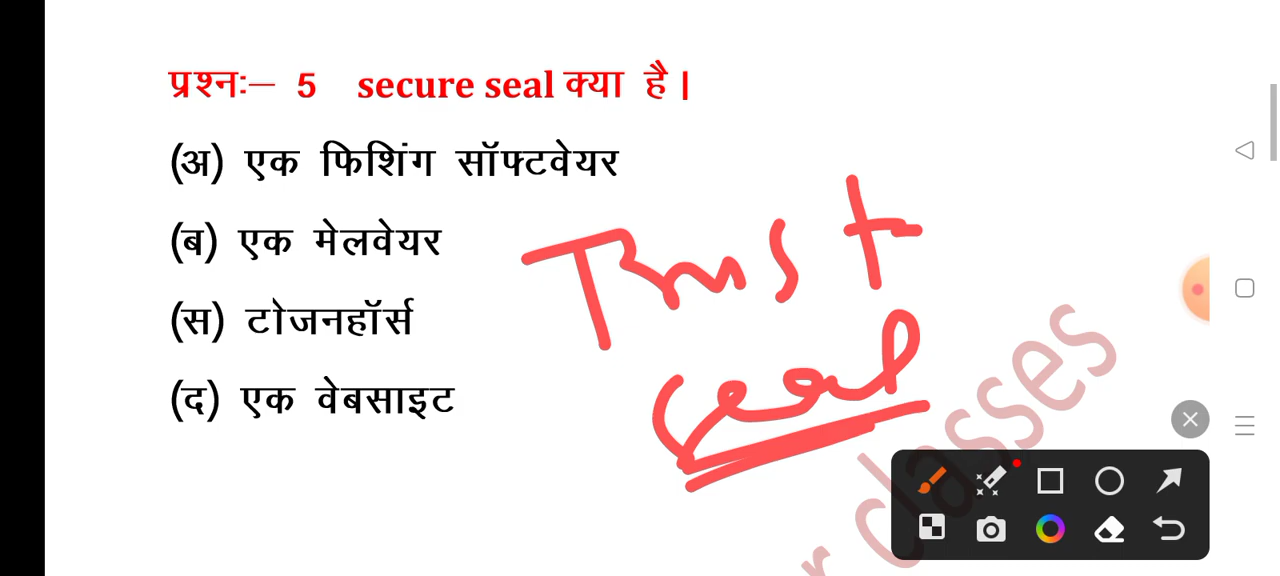 प्रश्नः– 5 secure seal क्या है।
(अ) एक फिशिंग सॉफ्टवेयर
(ब) एक मेलवेयर
(स) टोजनहॉर्स
(द) एक वेबसाइट
Trust
seal
classes